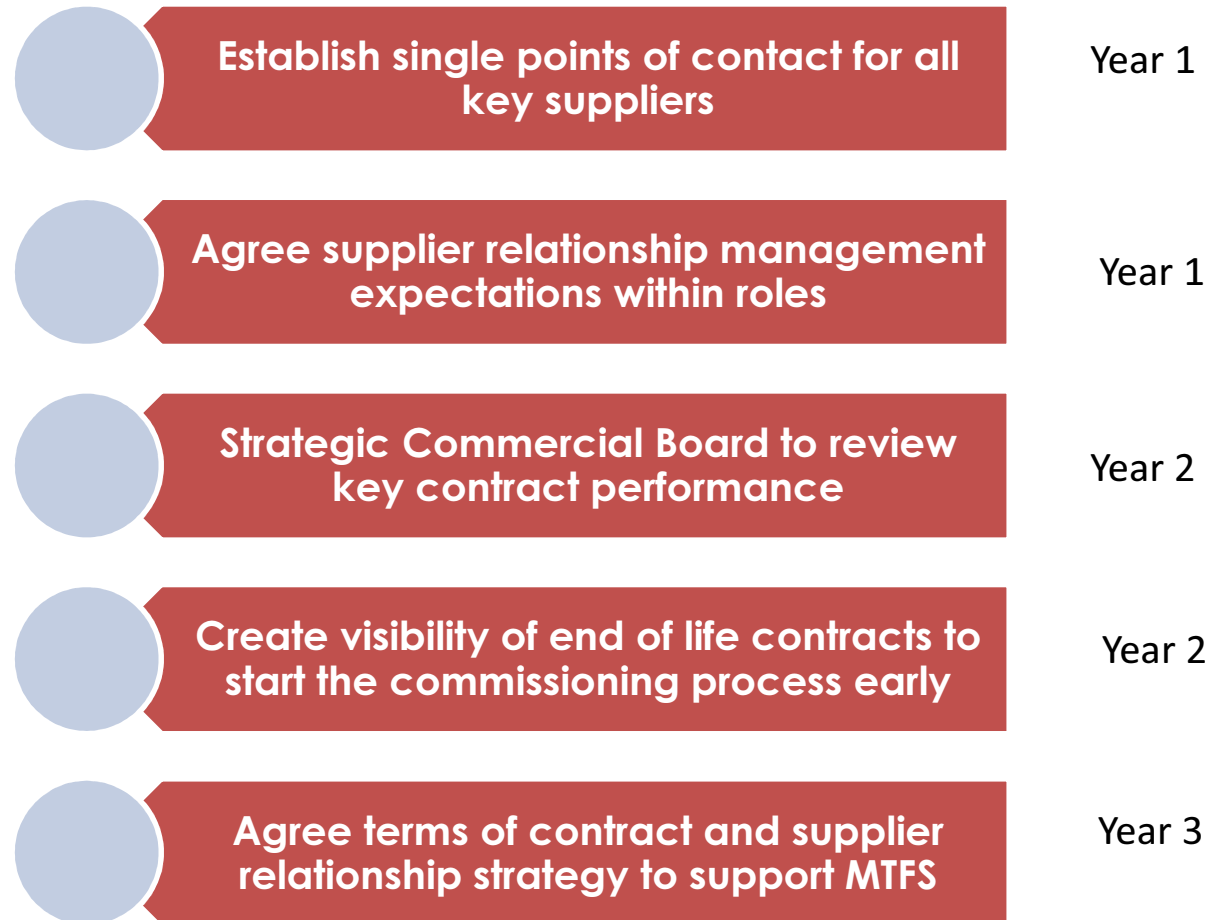 Establish single points of contact for all
key suppliers
Year 1
Agree supplier relationship management
expectations within roles
Year 1
Strategic Commercial Board to review
key contract performance
Year 2
Create visibility of end of life contracts to
start the commissioning process early
Year 2
Agree terms of contract and supplier
relationship strategy to support MTFS
Year 3